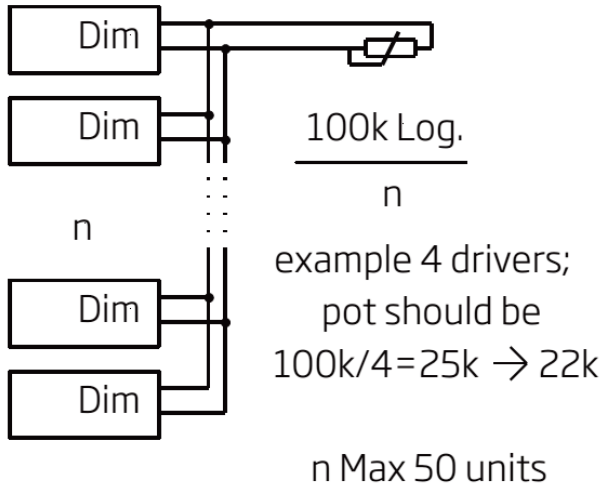 Dim
Dim
100k Log.
n
n
example 4 drivers;
pot should be
Dim
100k/4=25k → 22k
Dim
n Max 50 units